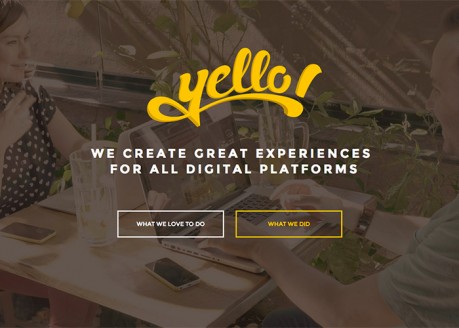 yello!
WE CREATE GREAT EXPERIENCES
FOR ALL DIGITAL PLATFORMS
WHAT WE LOVE TO DO
WHAT WE DID